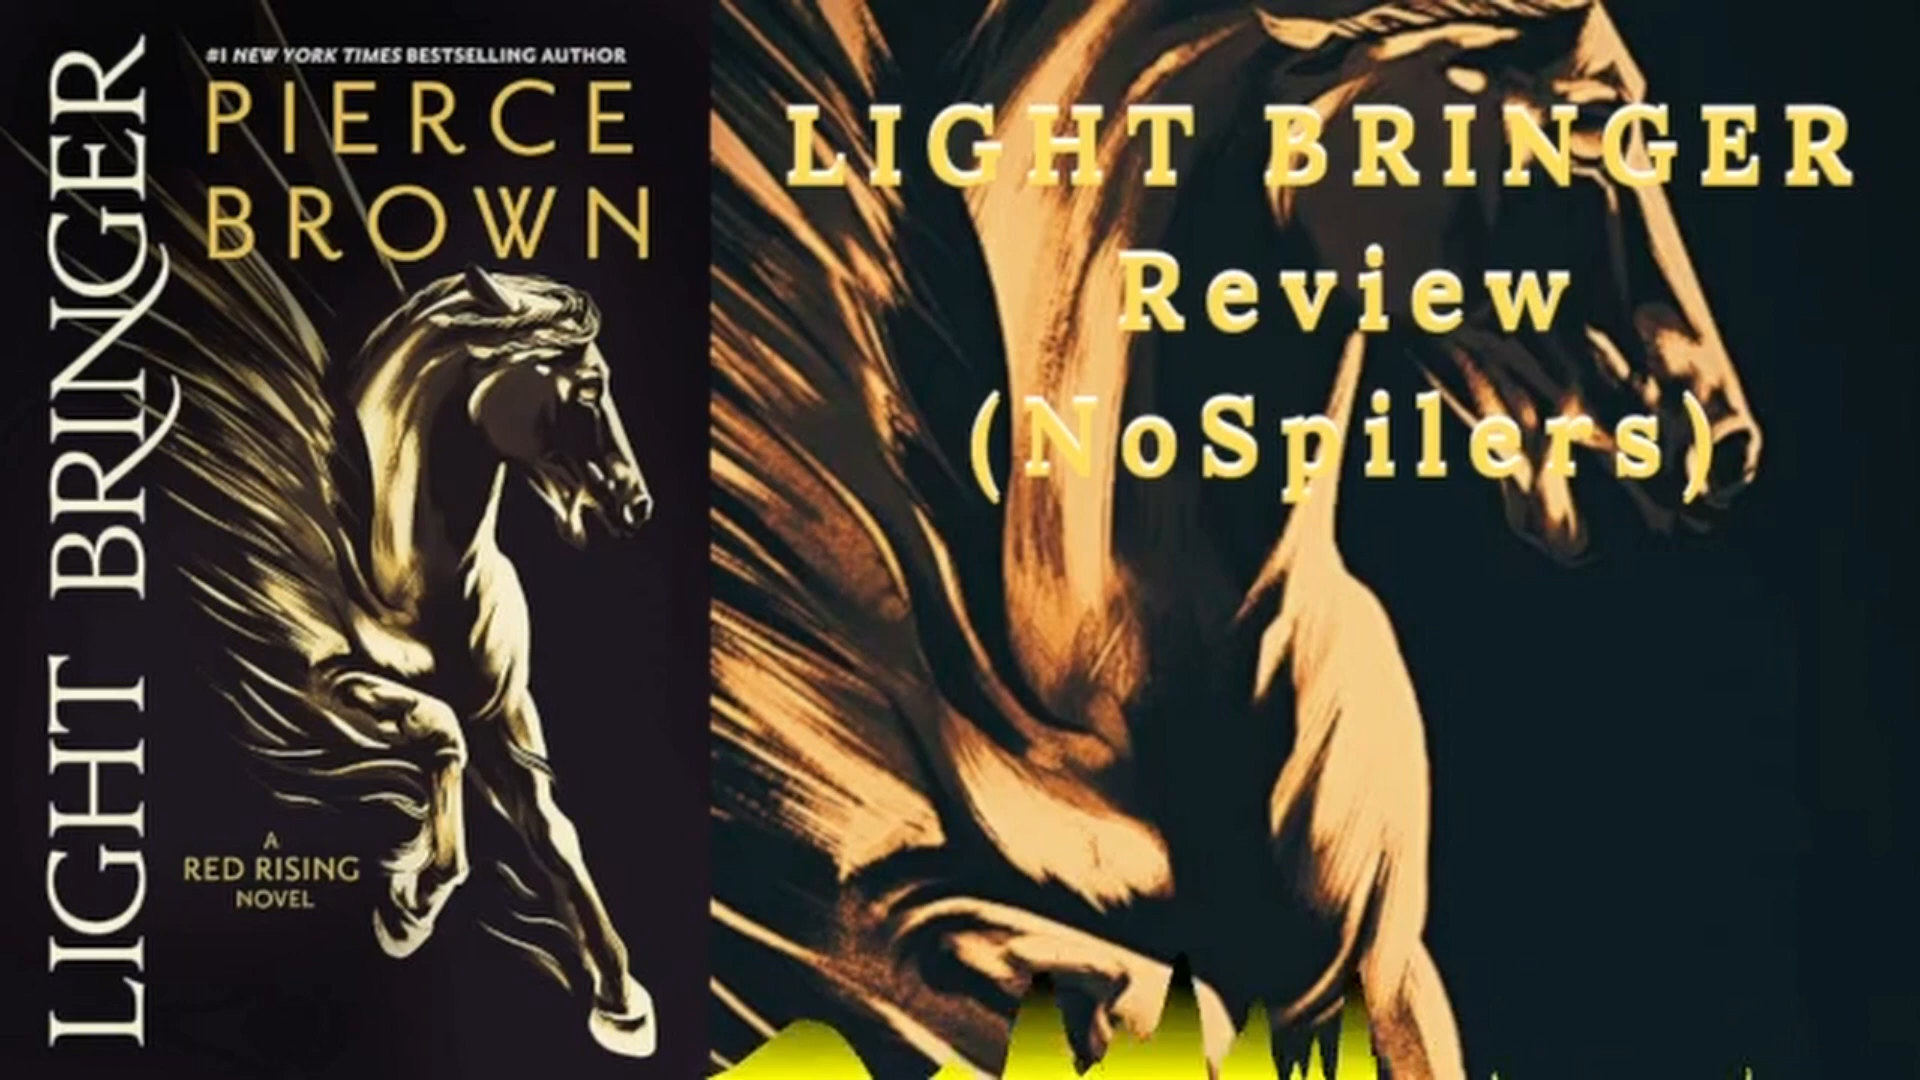 LIGHT BRINGER
#1 NEW YORK TIMES BESTSELLING AUTHOR
PIERCE
BROWN
A
RED RISING
NOVEL
LIGHT BRINGER
Review
(NoSpilers)